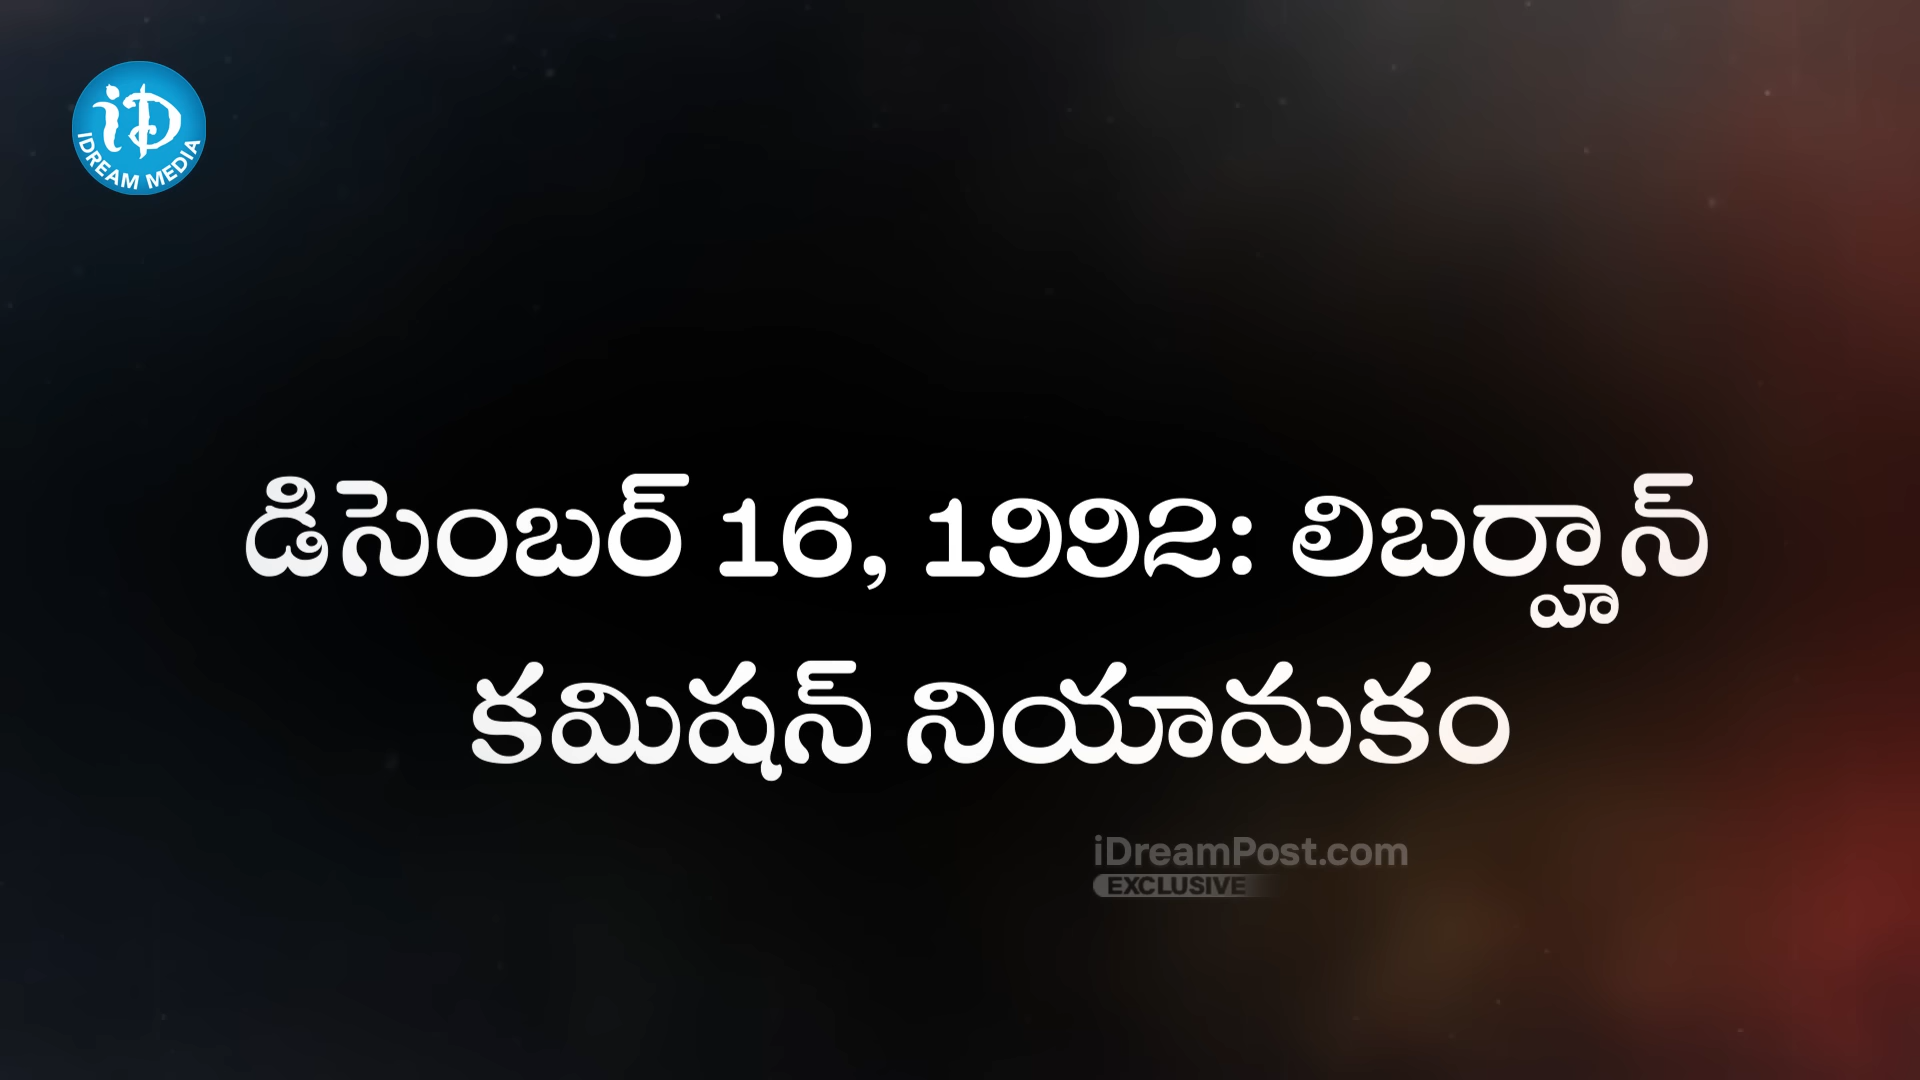 iD
IDREAM MEDIA
డిసెంబర్ 16, 1992: లిబర్హాన్
కమిషన్ నియామకం
iDreamPost.com
EXCLUSIVE